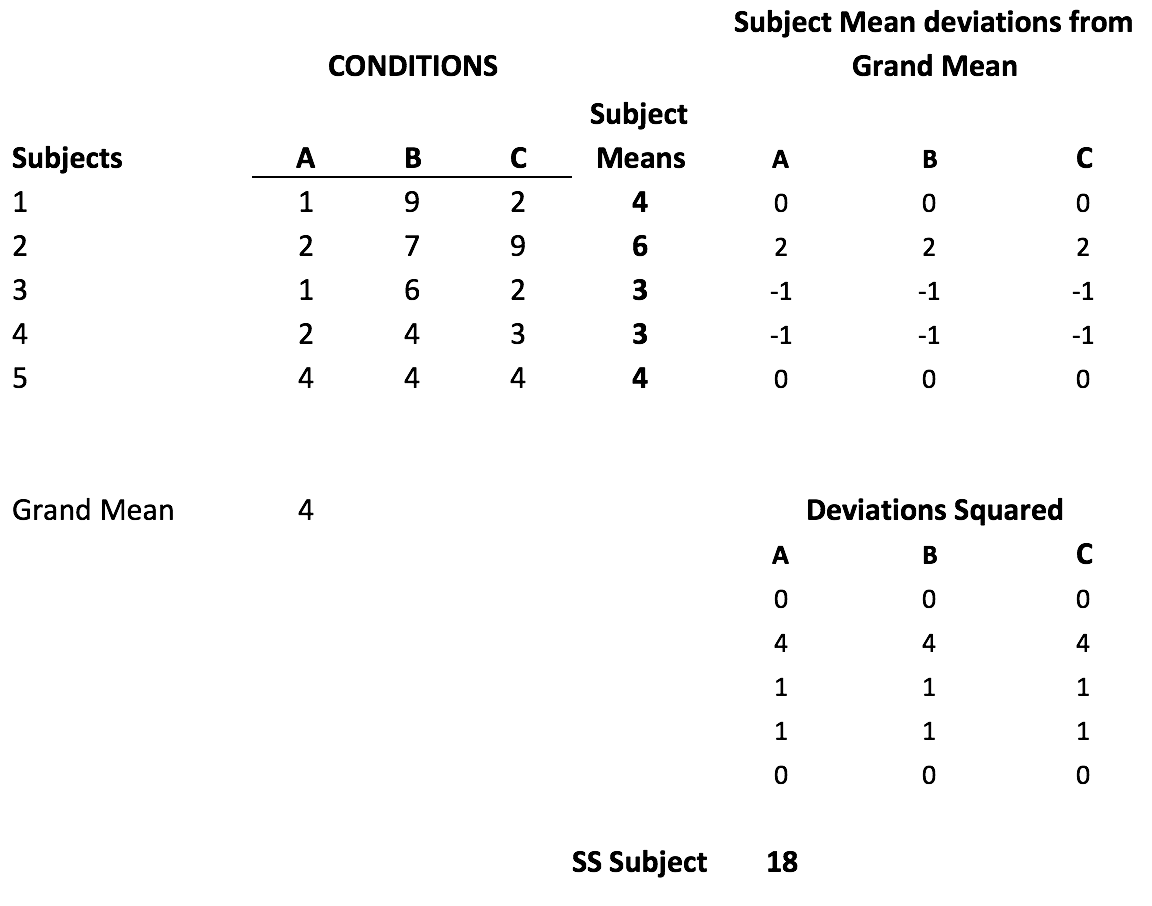 Subject Mean deviations from
CONDITIONS Grand Mean
Subject
Subjects A B C Means A B C
1 1 9 2 4 0 0 0
2 2 7 9 6 2 2 2
3 1 6 2 3 -1 -1 -1
4 2 4 3 3 -1 -1 -1
5 4 4 4 4 0 0 0
Grand Mean 4 Deviations Squared
A B C
0 0 0
4 4 4
1 1 1
1 1 1
0 0 0
SS Subject 18